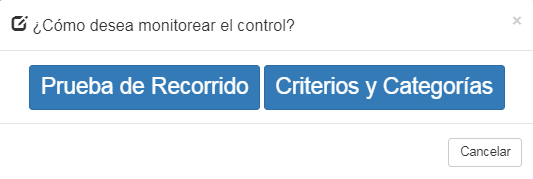 ¿Cómo desea monitorear el control?
×
Prueba de Recorrido Criterios y Categorías
Cancelar